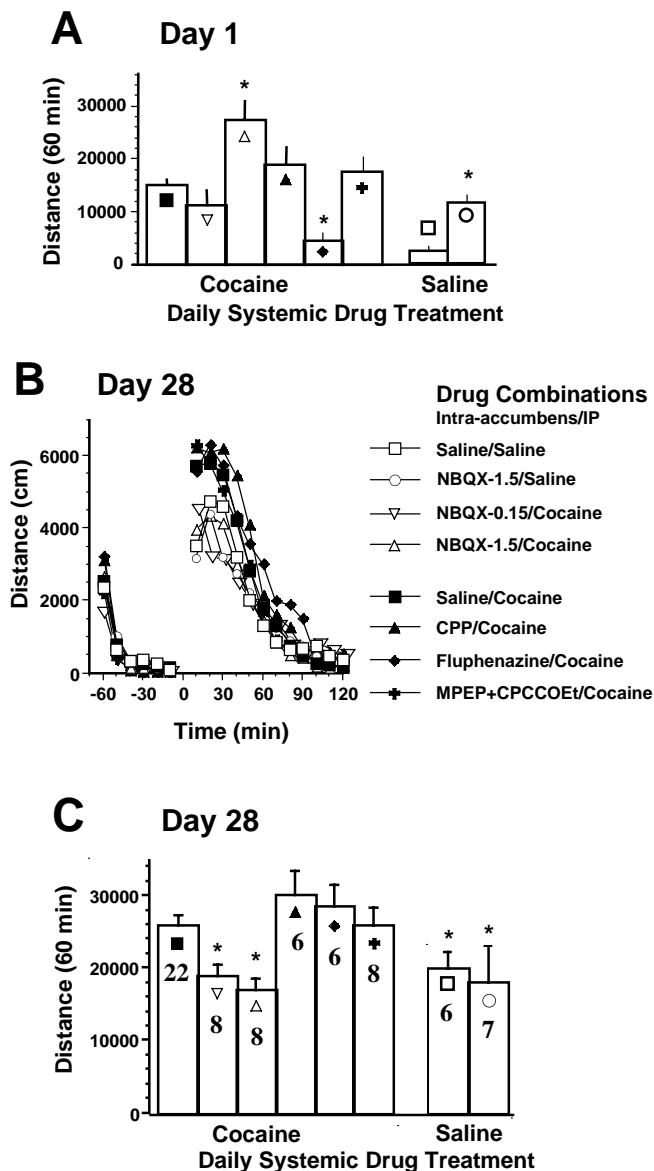 A Day 1
Distance (60 min)
30000
20000
10000
0
*
*
*
Cocaine Saline
Daily Systemic Drug Treatment
B Day 28
Distance (cm)
6000
4000
2000
0
-60 -30 0 30 60 90 120
Time (min)
Drug Combinations
Intra-accumbens/IP
Saline/Saline
NBQX-1.5/Saline
NBQX-0.15/Cocaine
NBQX-1.5/Cocaine
Saline/Cocaine
CPP/Cocaine
Fluphenazine/Cocaine
MPEP+CPCCOEt/Cocaine
C Day 28
Distance (60 min)
30000
20000
10000
0
* * * *
22 8 8 6 6 8 6 7
Cocaine Saline
Daily Systemic Drug Treatment